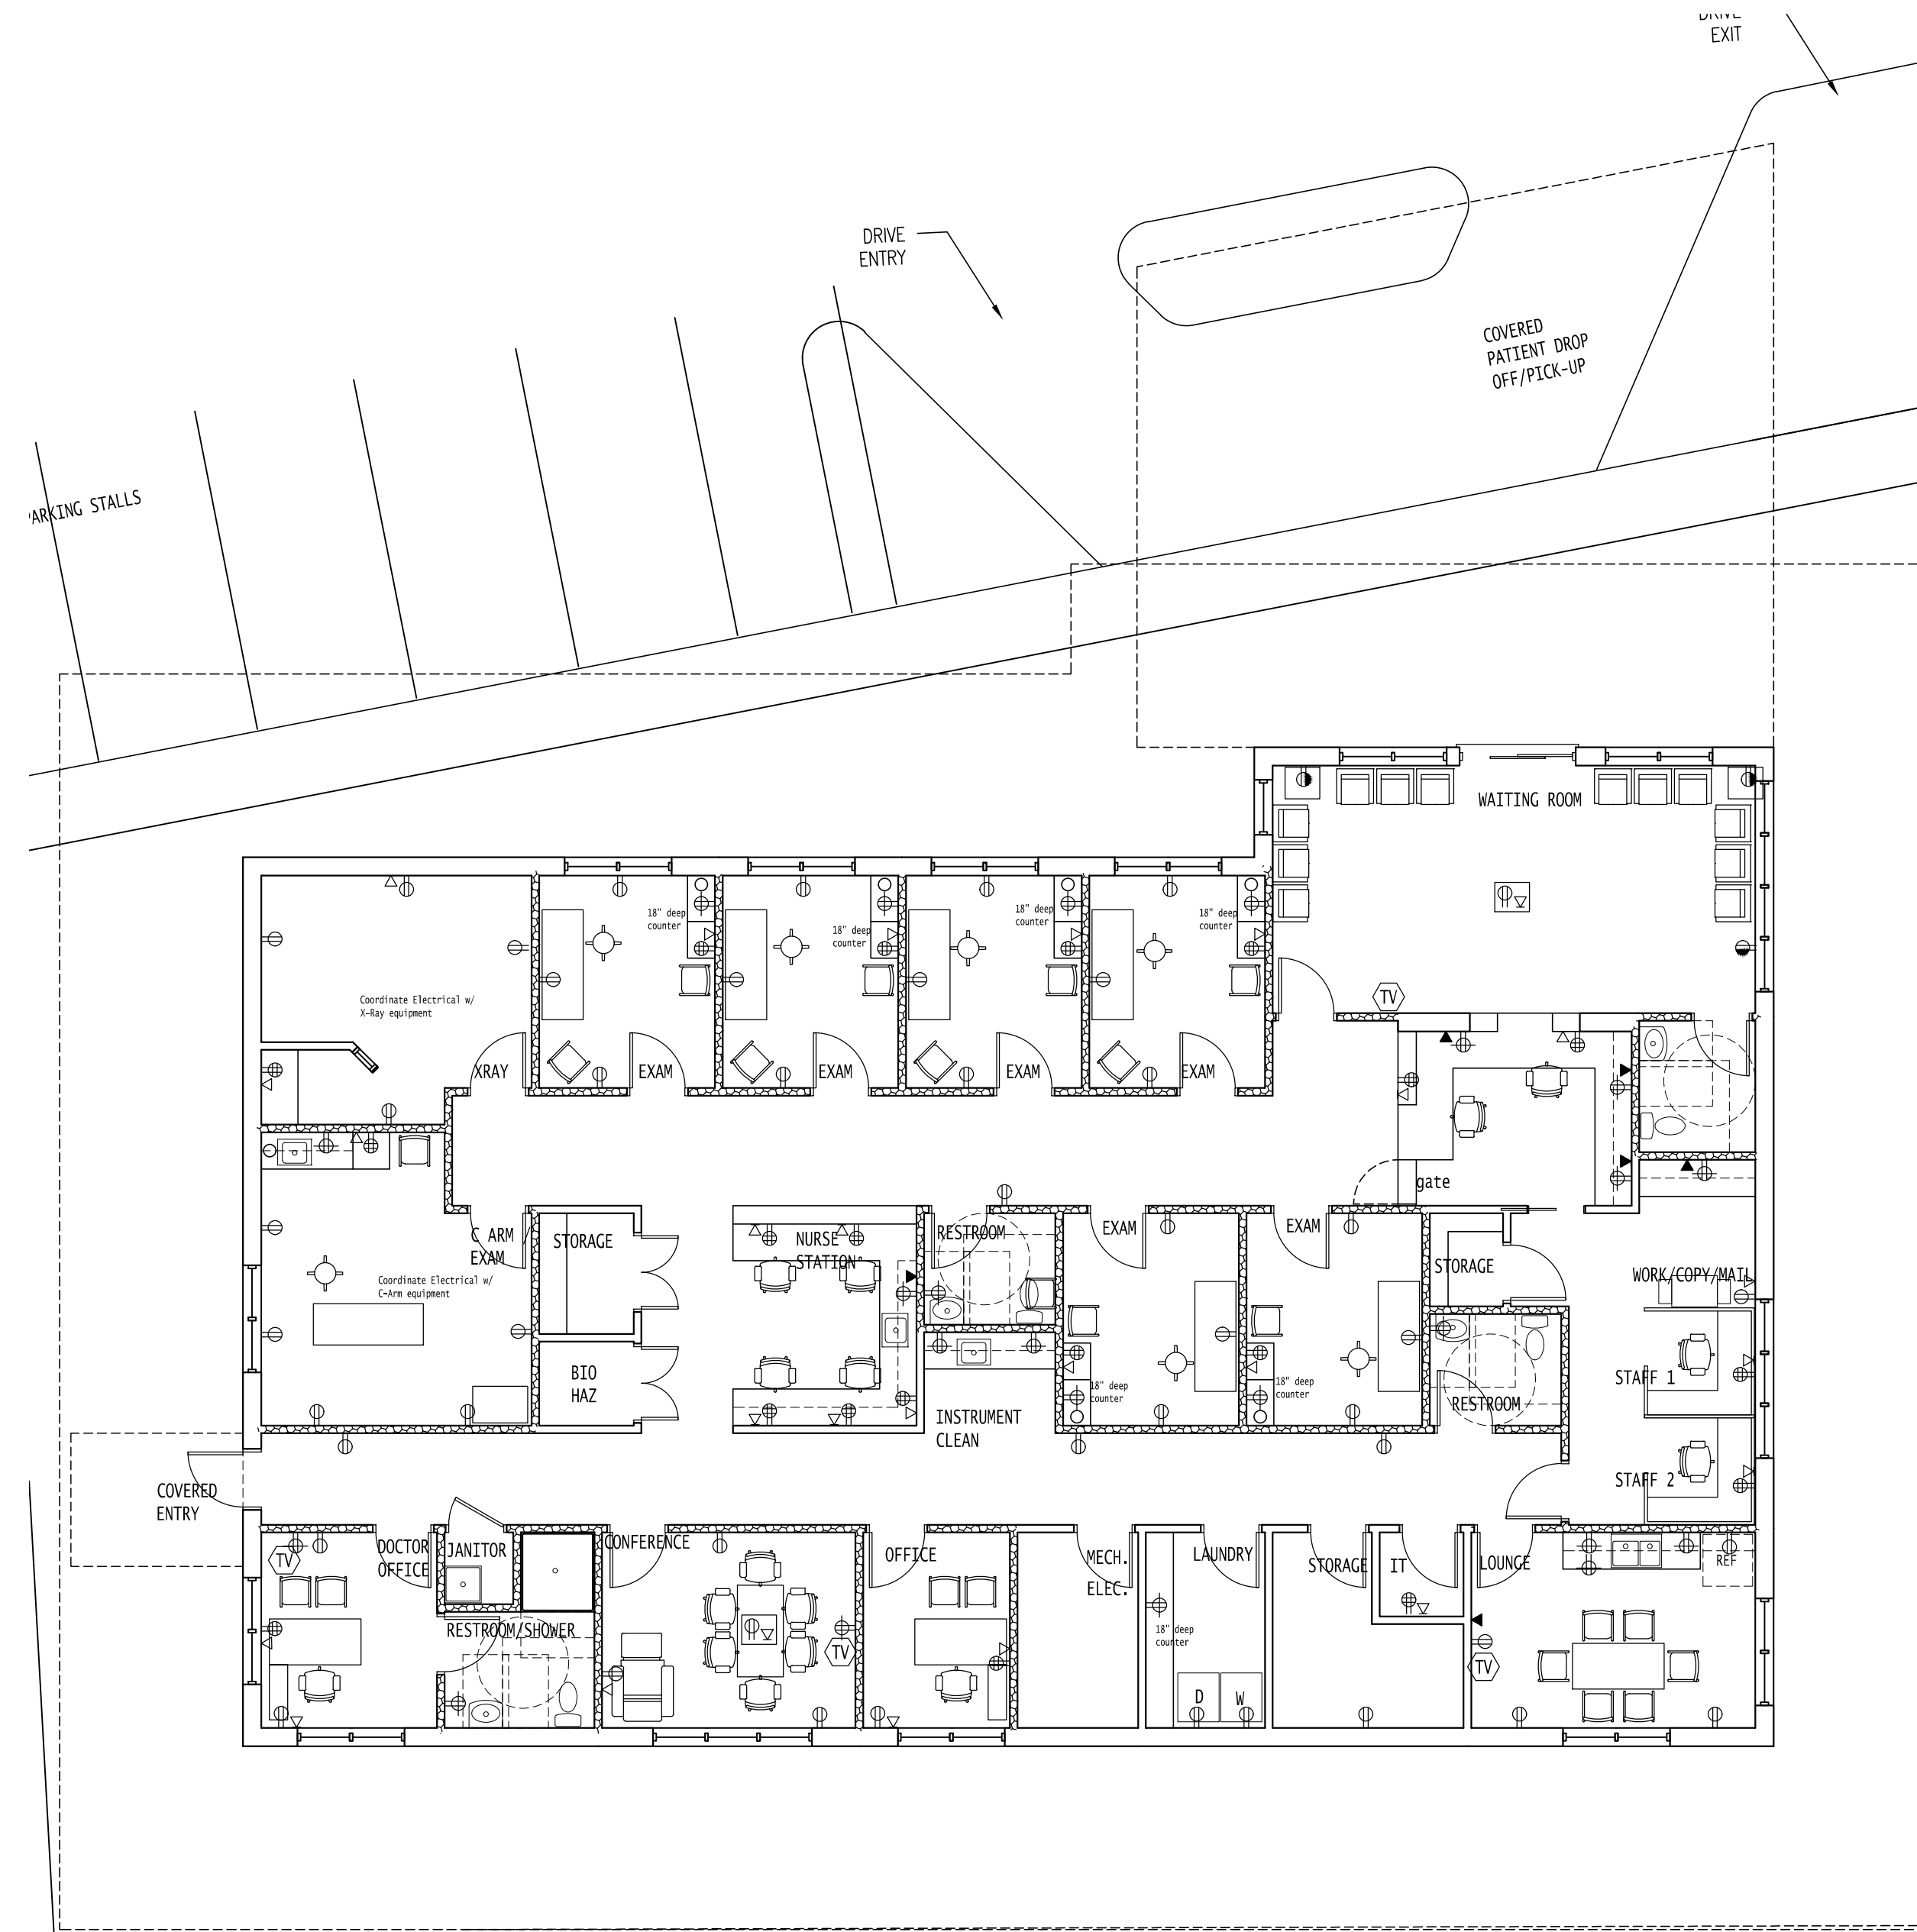 EXIT
DRIVE
ENTRY
COVERED
PATIENT DROP
OFF/PICK-UP
PARKING STALLS
WAITING ROOM
18" deep
counter
18" deep
counter
18" deep
counter
18" deep
counter
TV
Coordinate Electrical w/
X-Ray equipment
XRAY
EXAM
EXAM
EXAM
EXAM
gate
C ARM
EXAM
STORAGE
NURSE
STATION
RESTROOM
EXAM
EXAM
STORAGE
WORK/COPY/MAIL
Coordinate Electrical w/
C-Arm equipment
BIO
HAZ
18" deep
counter
18" deep
counter
STAFF 1
RESTROOM
INSTRUMENT
CLEAN
STAFF 2
COVERED
ENTRY
TV
DOCTOR
OFFICE
JANITOR
CONFERENCE
OFFICE
MECH.
ELEC.
LAUNDRY
STORAGE
IT
LOUNGE
REF
RESTROOM/SHOWER
TV
18" deep
counter
TV
D
W